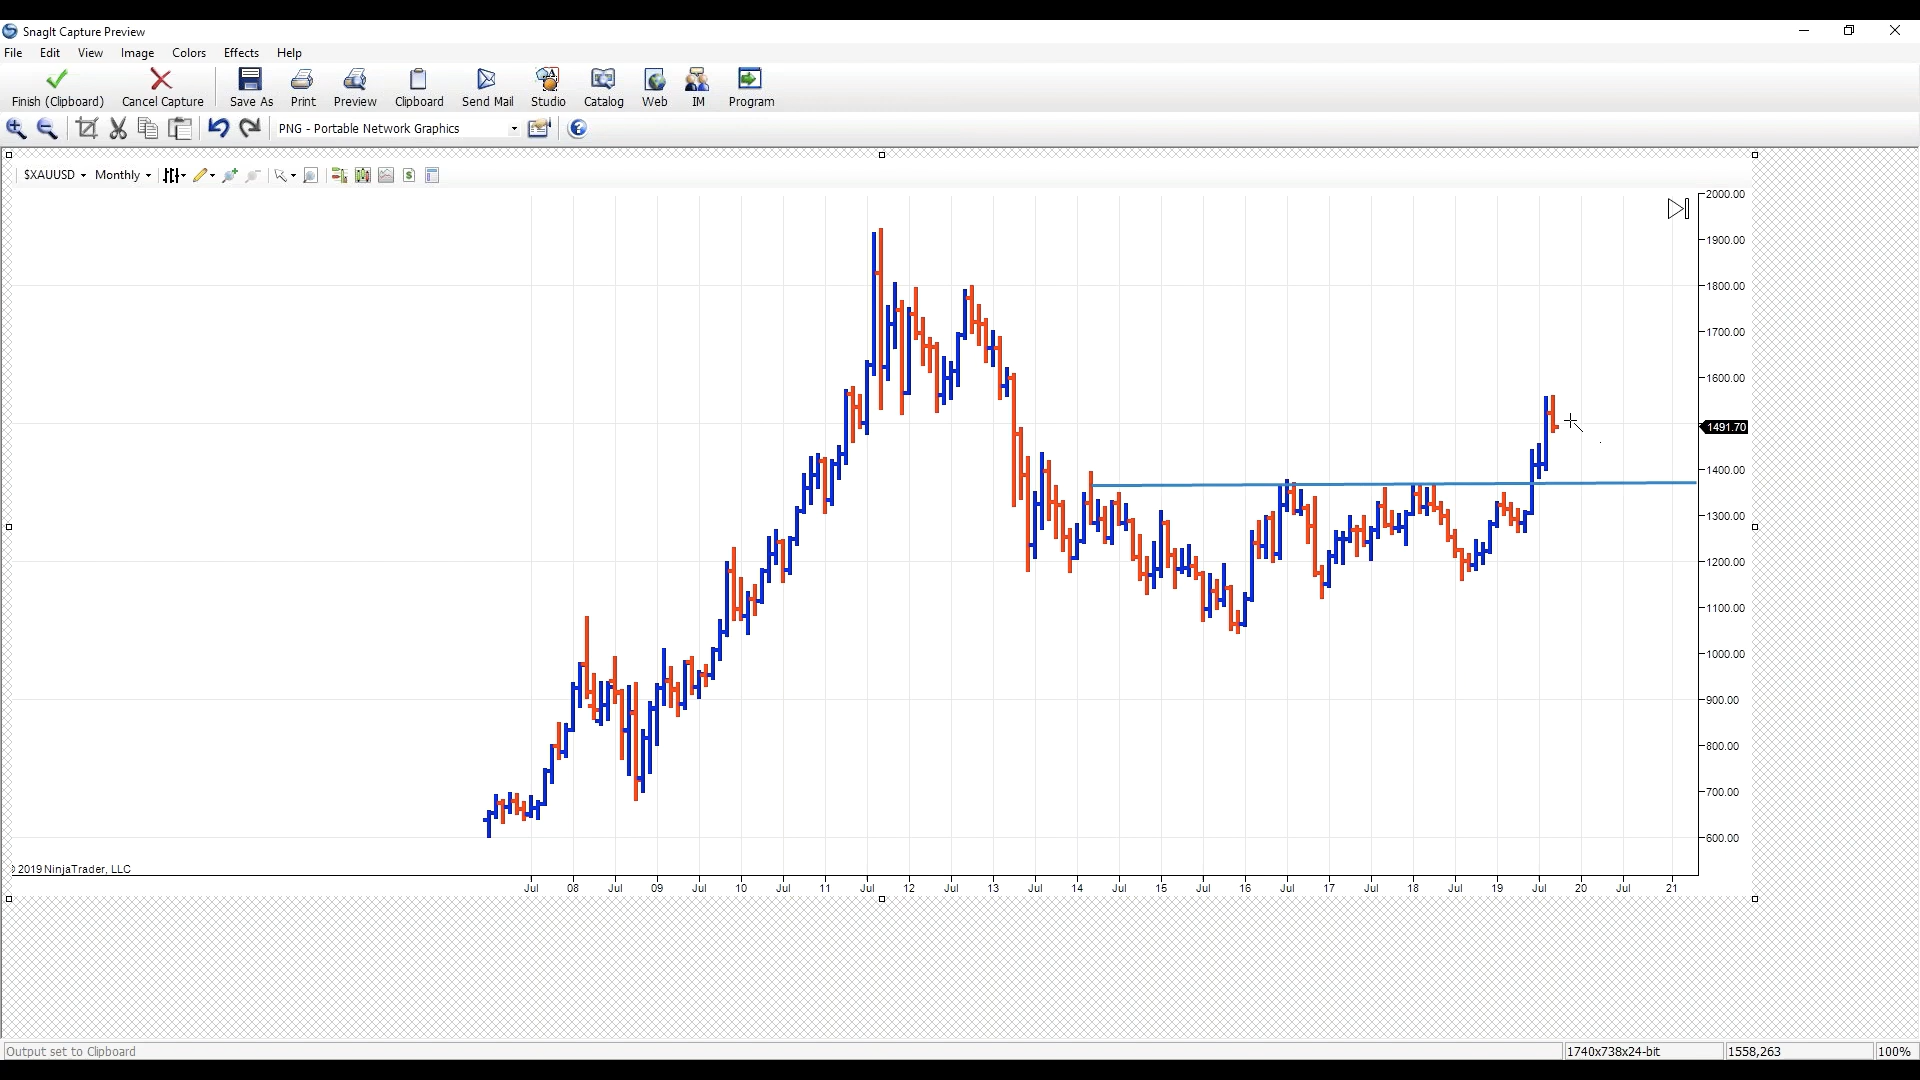 SnagIt Capture Preview
File Edit View Image Colors Effects Help
Finish (Clipboard) Cancel Capture Save As Print Preview Clipboard Send Mail Studio Catalog Web IM Program
PNG - Portable Network Graphics
$XAUUSD Monthly
2000.00
1900.00
1800.00
1700.00
1600.00
1491.70
1400.00
1300.00
1200.00
1100.00
1000.00
900.00
800.00
700.00
600.00
2019 NinjaTrader, LLC
Jul 08 Jul 09 Jul 10 Jul 11 Jul 12 Jul 13 Jul 14 Jul 15 Jul 16 Jul 17 Jul 18 Jul 19 Jul 20 Jul 21
Output set to Clipboard 1740x738x24-bit 1558,263 100%